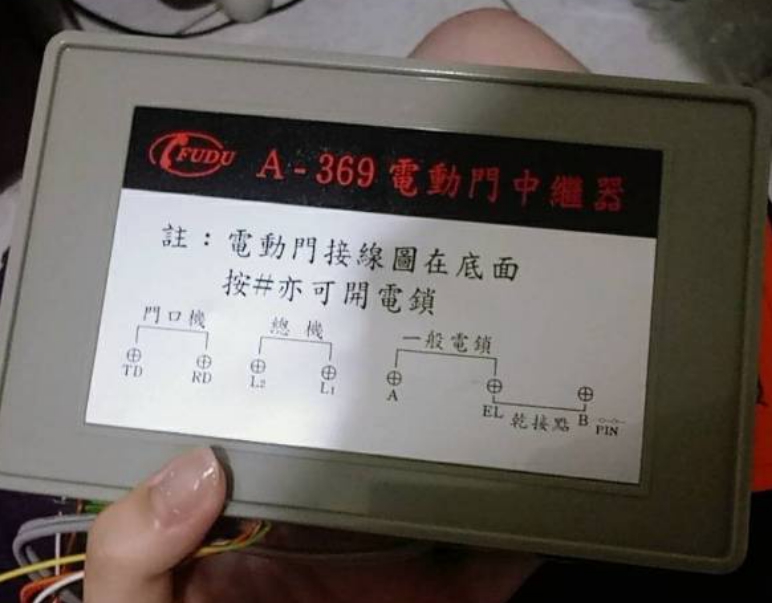 FUDU A-369 電動門中繼器
註：電動門接線圖在底面
按#亦可開電鎖
門口機 總機 一般電鎖
TD RD L2 L1 A EL 乾接點 B PIN